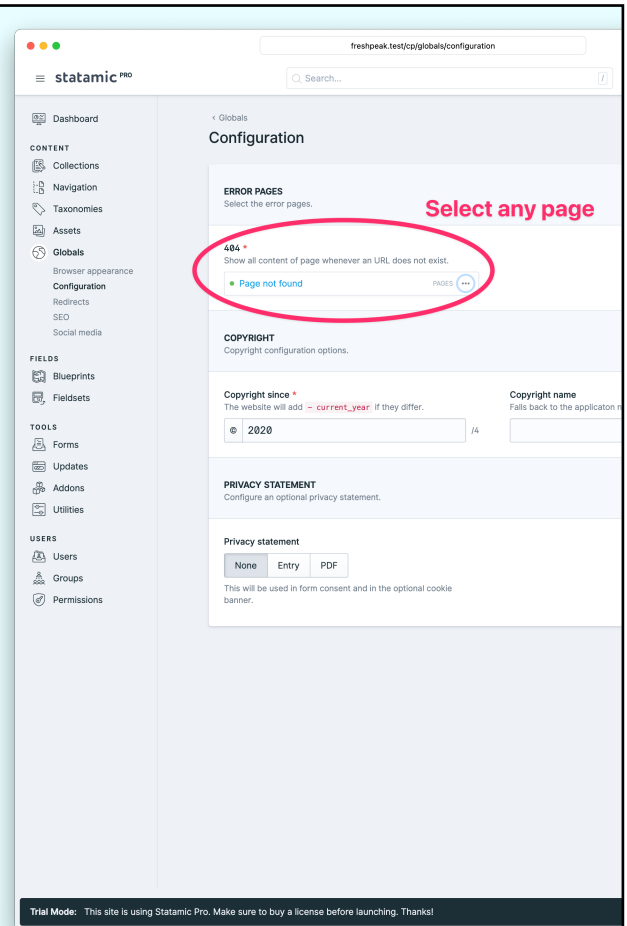 freshpeak.test/cp/globals/configuration
statamic PRO
Search...
/
Dashboard
CONTENT
Collections
Navigation
Taxonomies
Assets
Globals
Browser appearance
Configuration
Redirects
SEO
Social media
FIELDS
Blueprints
Fieldsets
TOOLS
Forms
Updates
Addons
Utilities
USERS
Users
Groups
Permissions
‹ Globals
Configuration
ERROR PAGES
Select the error pages.
Select any page
404 *
Show all content of page whenever an URL does not exist.
Page not found PAGES ...
COPYRIGHT
Copyright configuration options.
Copyright since *
The website will add – current_year if they differ.
© 2020 /4
Copyright name
Falls back to the applicaton
PRIVACY STATEMENT
Configure an optional privacy statement.
Privacy statement
None Entry PDF
This will be used in form consent and in the optional cookie
banner.
Trial Mode: This site is using Statamic Pro. Make sure to buy a license before launching. Thanks!